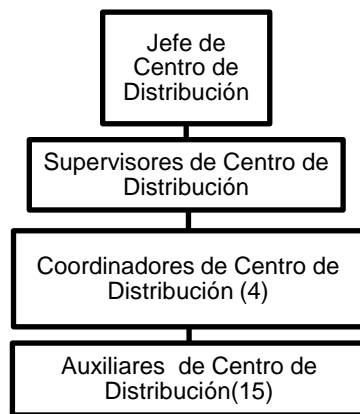 Jefe de
Centro de
Distribución
Supervisores de Centro de
Distribución
Coordinadores de Centro de
Distribución (4)
Auxiliares  de Centro de
Distribución(15)